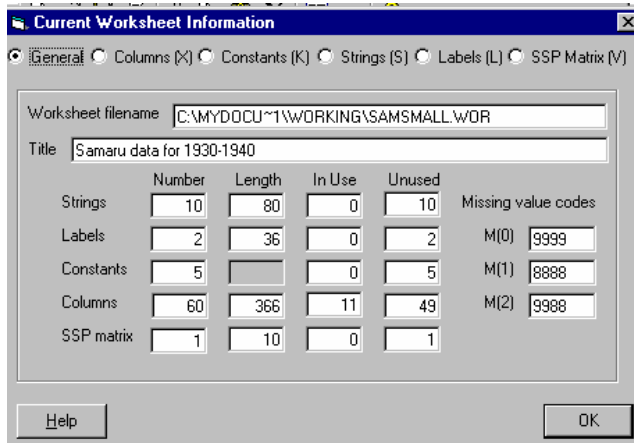 Current Worksheet Information
General Columns (X) Constants (K) Strings (S) Labels (L) SSP Matrix (V)
Worksheet filename C:\MYDOCU~1\WORKING\SAMSMALL.WOR
Title Samaru data for 1930-1940
Number Length In Use Unused
Strings 10 80 0 10 Missing value codes
Labels 2 36 0 2 M(0) 9999
Constants 5 0 5 M(1) 8888
Columns 60 366 11 49 M(2) 9988
SSP matrix 1 10 0 1
Help OK